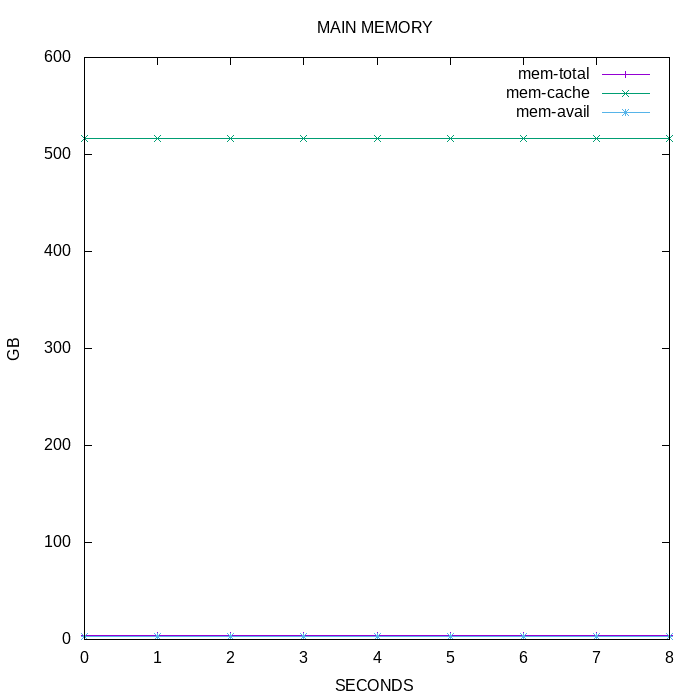 MAIN MEMORY
600
mem-total
mem-cache
mem-avail
500
400
GB
300
200
100
0
0 1 2 3 4 5 6 7 8
SECONDS